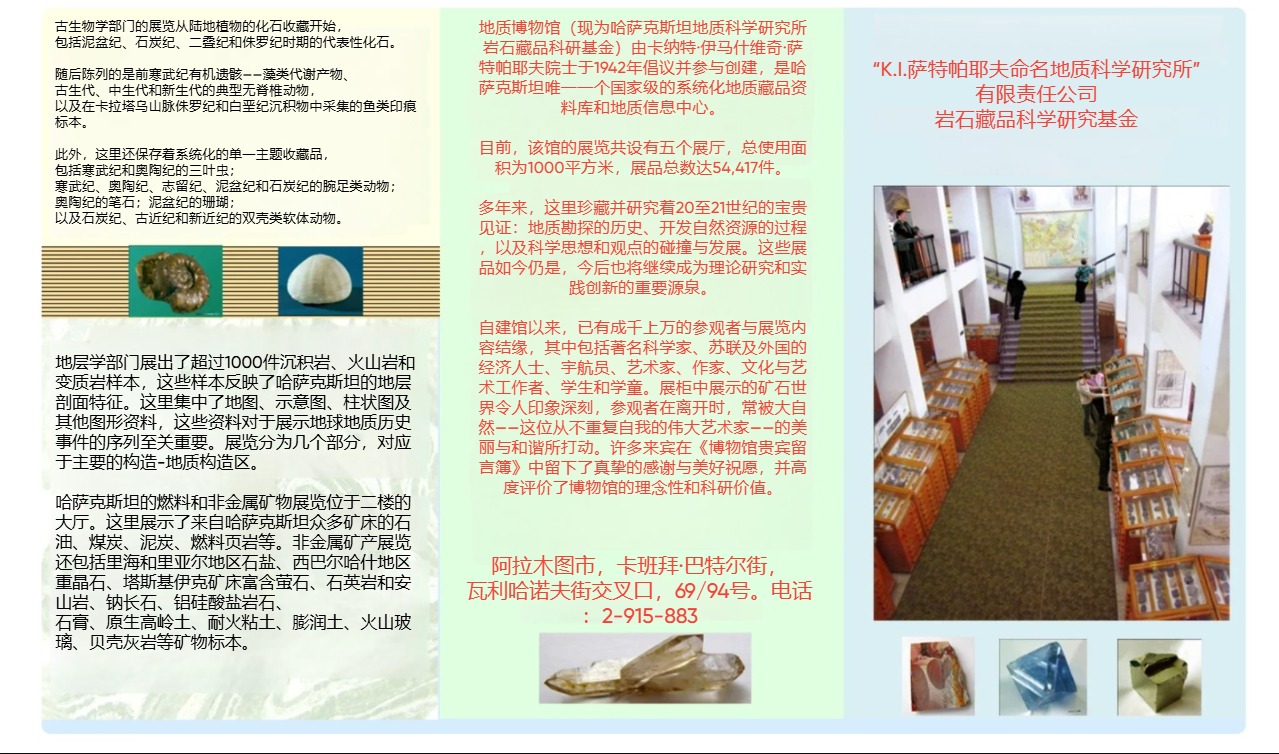 古生物学部门的展览从陆地植物的化石收藏开始，
包括泥盆纪、石炭纪、二叠纪和侏罗纪时期的代表性化石。
随后陈列的是前寒武纪有机遗骸——藻类代谢产物、
古生代、中生代和新生代的典型无脊椎动物，
以及在卡拉塔乌山脉侏罗纪和白垩纪沉积物中采集的鱼类印痕
标本。
此外，这里还保存着系统化的单一主题收藏品，
包括寒武纪和奥陶纪的三叶虫；
寒武纪、奥陶纪、志留纪、泥盆纪和石炭纪的腕足类动物；
奥陶纪的笔石；泥盆纪的珊瑚；
以及石炭纪、古近纪和新近纪的双壳类软体动物。
地层学部门展出了超过1000件沉积岩、火山岩和
变质岩样本，这些样本反映了哈萨克斯坦的地层
剖面特征。这里集中了地图、示意图、柱状图及
其他图形资料，这些资料对于展示地球地质历史
事件的序列至关重要。展览分为几个部分，对应
于主要的构造-地质构造区。
哈萨克斯坦的燃料和非金属矿物展览位于二楼的
大厅。这里展示了来自哈萨克斯坦众多矿床的石
油、煤炭、泥炭、燃料页岩等。非金属矿产展览
还包括里海和里亚尔地区石盐、西巴尔哈什地区
重晶石、塔斯基伊克矿床富含萤石、石英岩和安
山岩、钠长石、铝硅酸盐岩石、
石膏、原生高岭土、耐火粘土、膨润土、火山玻
璃、贝壳灰岩等矿物标本。
地质博物馆（现为哈萨克斯坦地质科学研究所
岩石藏品科研基金）由卡纳特·伊马什维奇·萨
特帕耶夫院士于1942年倡议并参与创建，是哈
萨克斯坦唯一一个国家级的系统化地质藏品资
料库和地质信息中心。
目前，该馆的展览共设有五个展厅，总使用面
积为1000平方米，展品总数达54,417件。
多年来，这里珍藏并研究着20至21世纪的宝贵
见证：地质勘探的历史、开发自然资源的过程
，以及科学思想和观点的碰撞与发展。这些展
品如今仍是，今后也将继续成为理论研究和实
践创新的重要源泉。
自建馆以来，已有成千上万的参观者与展览内
容结缘，其中包括著名科学家、苏联及外国的
经济人士、宇航员、艺术家、作家、文化与艺
术工作者、学生和学童。展柜中展示的矿石世
界令人印象深刻，参观者在离开时，常被大自
然——这位从不重复自我的伟大艺术家——的美
丽与和谐所打动。许多来宾在《博物馆贵宾留
言簿》中留下了真挚的感谢与美好祝愿，并高
度评价了博物馆的理念性和科研价值。
阿拉木图市，卡班拜·巴特尔街，
瓦利哈诺夫街交叉口，69/94号。电话
：2-915-883
“K.I.萨特帕耶夫命名地质科学研究所”
有限责任公司
岩石藏品科学研究基金